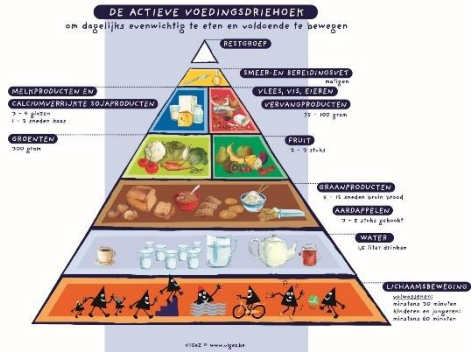 DE ACTIEVE VOEDINGSDRIEHOEK
om dagelijks evenwichtig te eten en voldoende te bewegen
RESTGROEP
SMEER- EN BEREIDINGSVET
matigen
MELKPRODUCTEN EN
CALCIUMVERRIJKTE SOJAPRODUCTEN
3 - 4 glazen
1 - 2 sneden kaas
VLEES, VIS, EIEREN
VERVANGPRODUCTEN
75 - 100 gram
GROENTEN
300 gram
FRUIT
2 - 3 stuks
GRAANPRODUCTEN
5 - 12 sneden bruin brood
AARDAPPELEN
3 - 5 stuks gekookt
WATER
1,5 liter drinken
LICHAAMSBEWEGING
volwassenen:
minstens 30 minuten
kinderen en jongeren:
minstens 60 minuten
VIGeZ © www.vigez.be